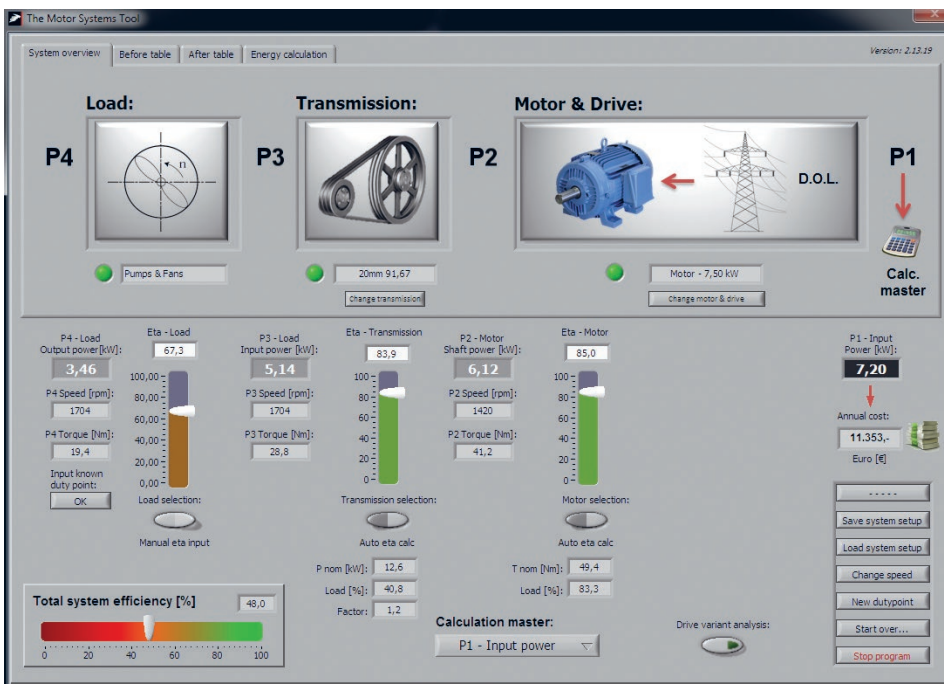 The Motor Systems Tool
System overview
Before table
After table
Energy calculation
Version: 2.13.19
Load:
Transmission:
Motor & Drive:
P4
n
P3
P2
D.O.L.
P1
Calc.
master
Pumps & Fans
20mm 91,67
Change transmission
Motor - 7,50 kW
Change motor & drive
P4 - Load
Output power[kW]:
3,46
P4 Speed [rpm]:
1704
P4 Torque [Nm]:
19,4
Input known
duty point:
OK
Eta - Load
67,3
100,00
80,00
60,00
40,00
20,00
0,00
Load selection:
Manual eta input
P3 - Load
Input power [kW]:
5,14
P3 Speed [rpm]:
1704
P3 Torque [Nm]:
28,8
Eta - Transmission
83,9
100
80
60
40
20
0
Transmission selection:
Auto eta calc
P nom [kW]: 12,6
Load [%]: 40,8
Factor: 1,2
P2 - Motor
Shaft power [kW]:
6,12
P2 Speed [rpm]:
1420
P2 Torque [Nm]:
41,2
Eta - Motor
85,0
100
80
60
40
20
0
Motor selection:
Auto eta calc
T nom [Nm]: 49,4
Load [%]: 83,3
P1 - Input
Power [kW]:
7,20
Annual cost:
11.353,-
Euro [€]
- - - - -
Save system setup
Load system setup
Change speed
New dutypoint
Start over...
Stop program
Total system efficiency [%] 48,0
0 20 40 60 80 100
Calculation master:
P1 - Input power
Drive variant analysis: